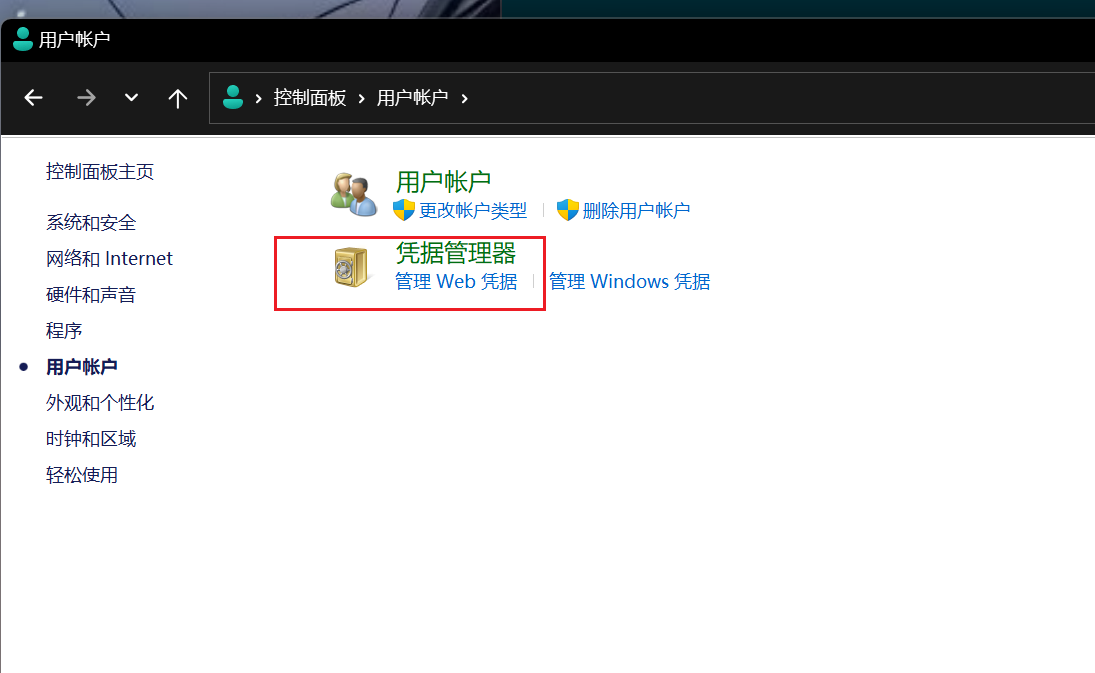 用户帐户
控制面板 › 用户帐户 ›
控制面板主页
系统和安全
网络和 Internet
硬件和声音
程序
用户帐户
外观和个性化
时钟和区域
轻松使用
用户帐户
更改帐户类型 删除用户帐户
凭据管理器
管理 Web 凭据 管理 Windows 凭据